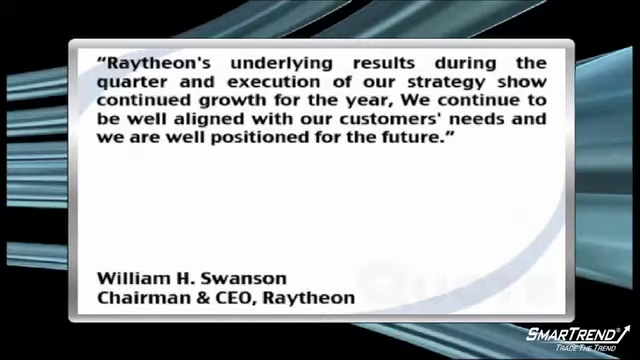 “Raytheon's underlying results during the
quarter and execution of our strategy show
continued growth for the year, We continue to
be well aligned with our customers' needs and
we are well positioned for the future.”
William H. Swanson
Chairman & CEO, Raytheon
Quote
SMARTREND
TRADE THE TREND